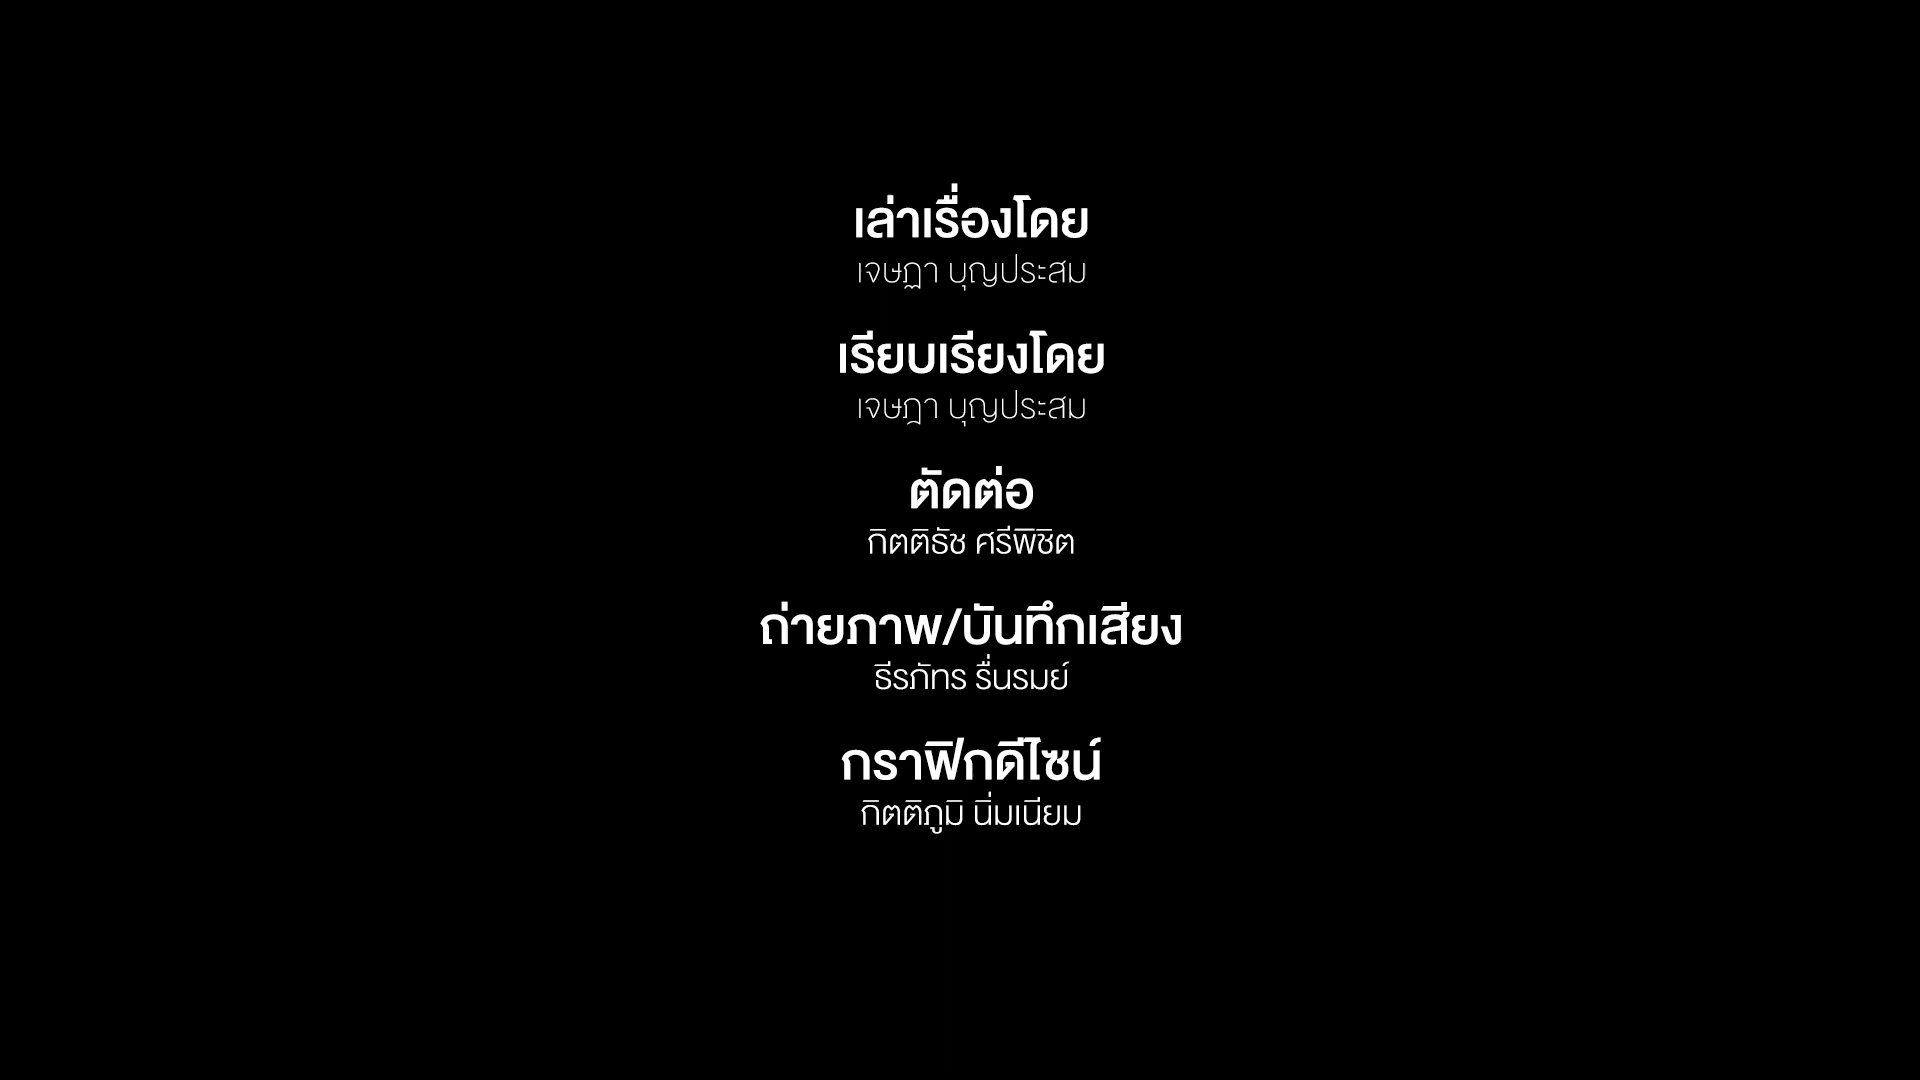 เล่าเรื่องโดย
เจษฏา บุญประสม
เรียบเรียงโดย
เจษฎา บุญประสม
ตัดต่อ
กิตติธัช ศรีพิชิต
ถ่ายภาพ/บันทึกเสียง
ธีรภัทร รื่นรมย์
กราฟิกดีไซน์
กิตติภูมิ นิ่มเนียม